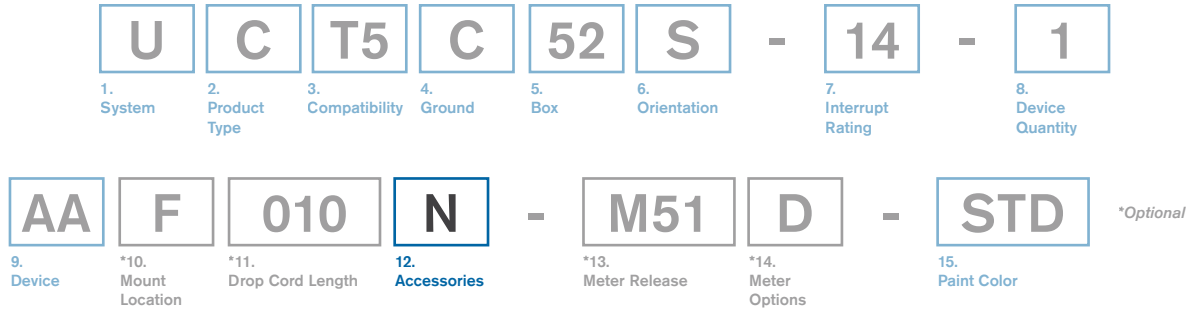 U C T5 C 52 S - 14 - 1
1. 2. 3. 4. 5. 6. 7. 8.
System Product Compatibility Ground Box Orientation Interrupt Device
Type Rating Quantity
AA F 010 N - M51 D - STD *Optional
9. *10. *11. 12. *13. *14. 15.
Device Mount Drop Cord Length Accessories Meter Release Meter Paint Color
Location Options